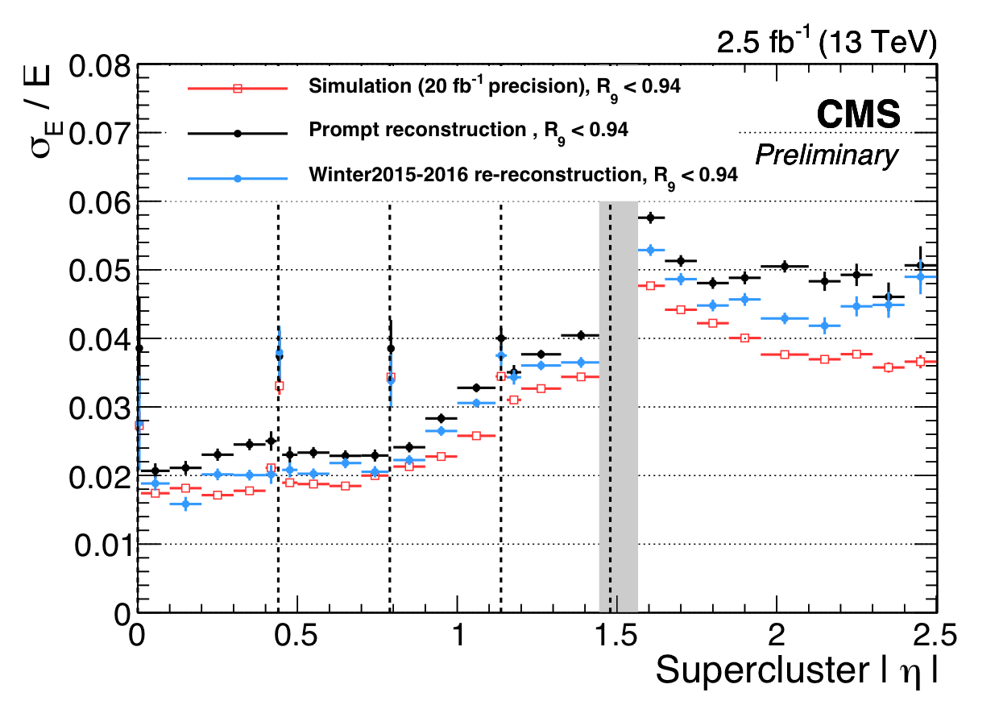 2.5 fb⁻¹ (13 TeV)
σE / E
0.08
0.07
0.06
0.05
0.04
0.03
0.02
0.01
0
Simulation (20 fb⁻¹ precision), R₉ < 0.94
Prompt reconstruction , R₉ < 0.94
Winter2015-2016 re-reconstruction, R₉ < 0.94
CMS
Preliminary
0 0.5 1 1.5 2 2.5
Supercluster | η |